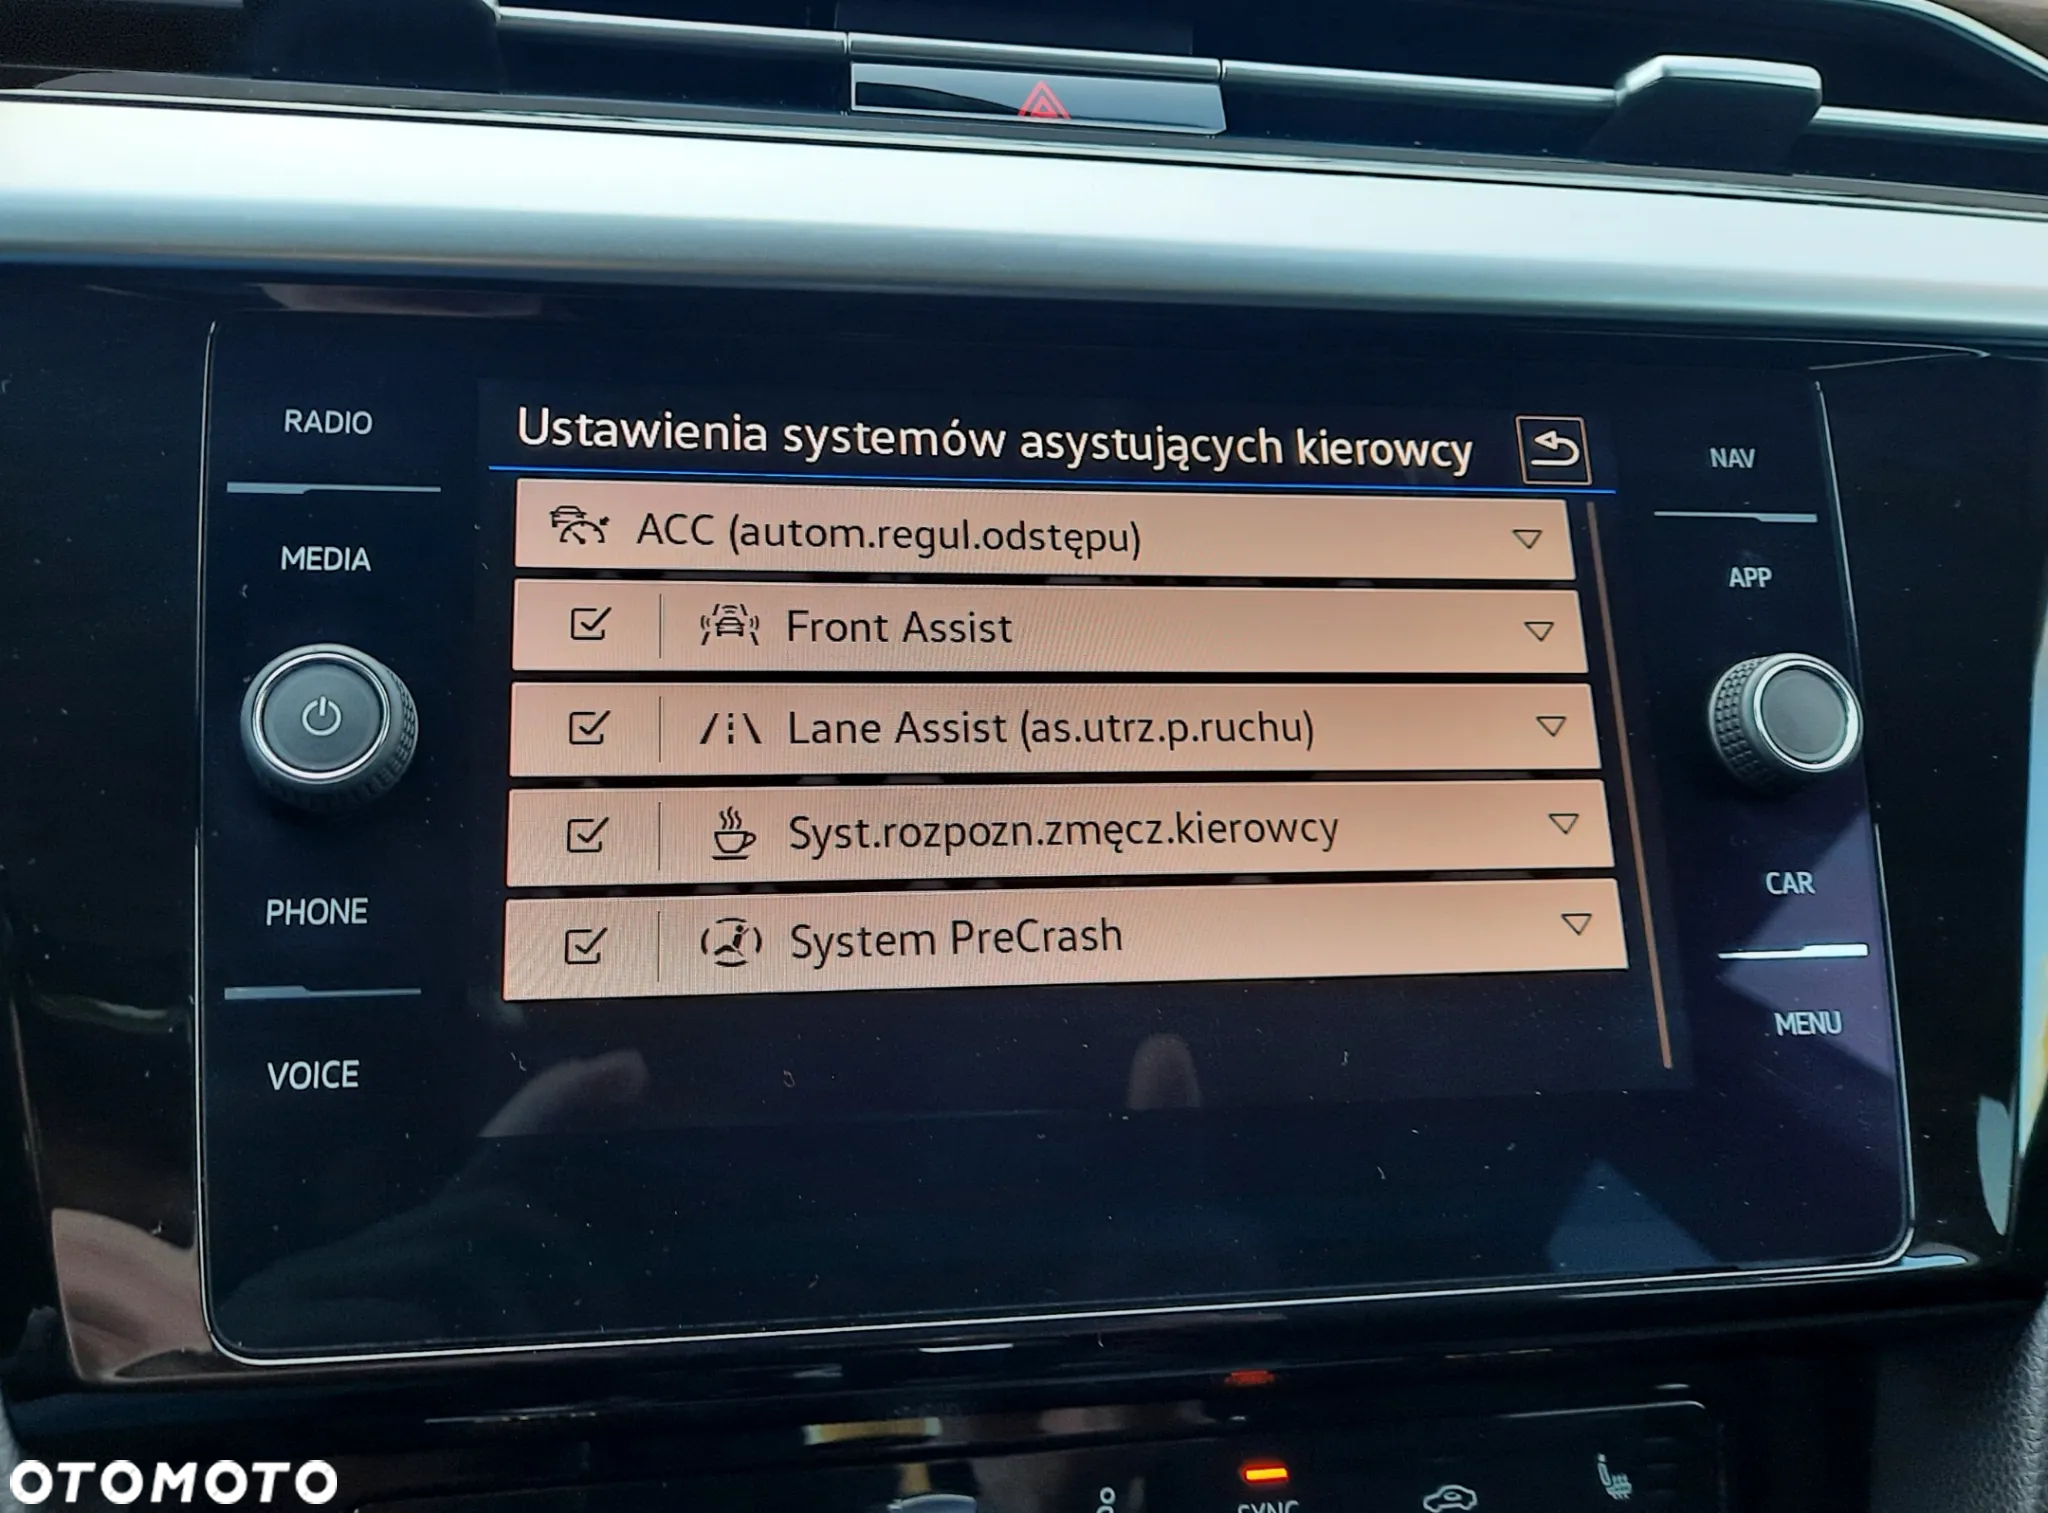 RADIO
MEDIA
PHONE
VOICE
Ustawienia systemów asystujących kierowcy
ACC (autom.regul.odstępu)
Front Assist
Lane Assist (as.utrz.p.ruchu)
Syst.rozpozn.zmęcz.kierowcy
System PreCrash
NAV
APP
CAR
MENU
SYNC
OTOMOTO